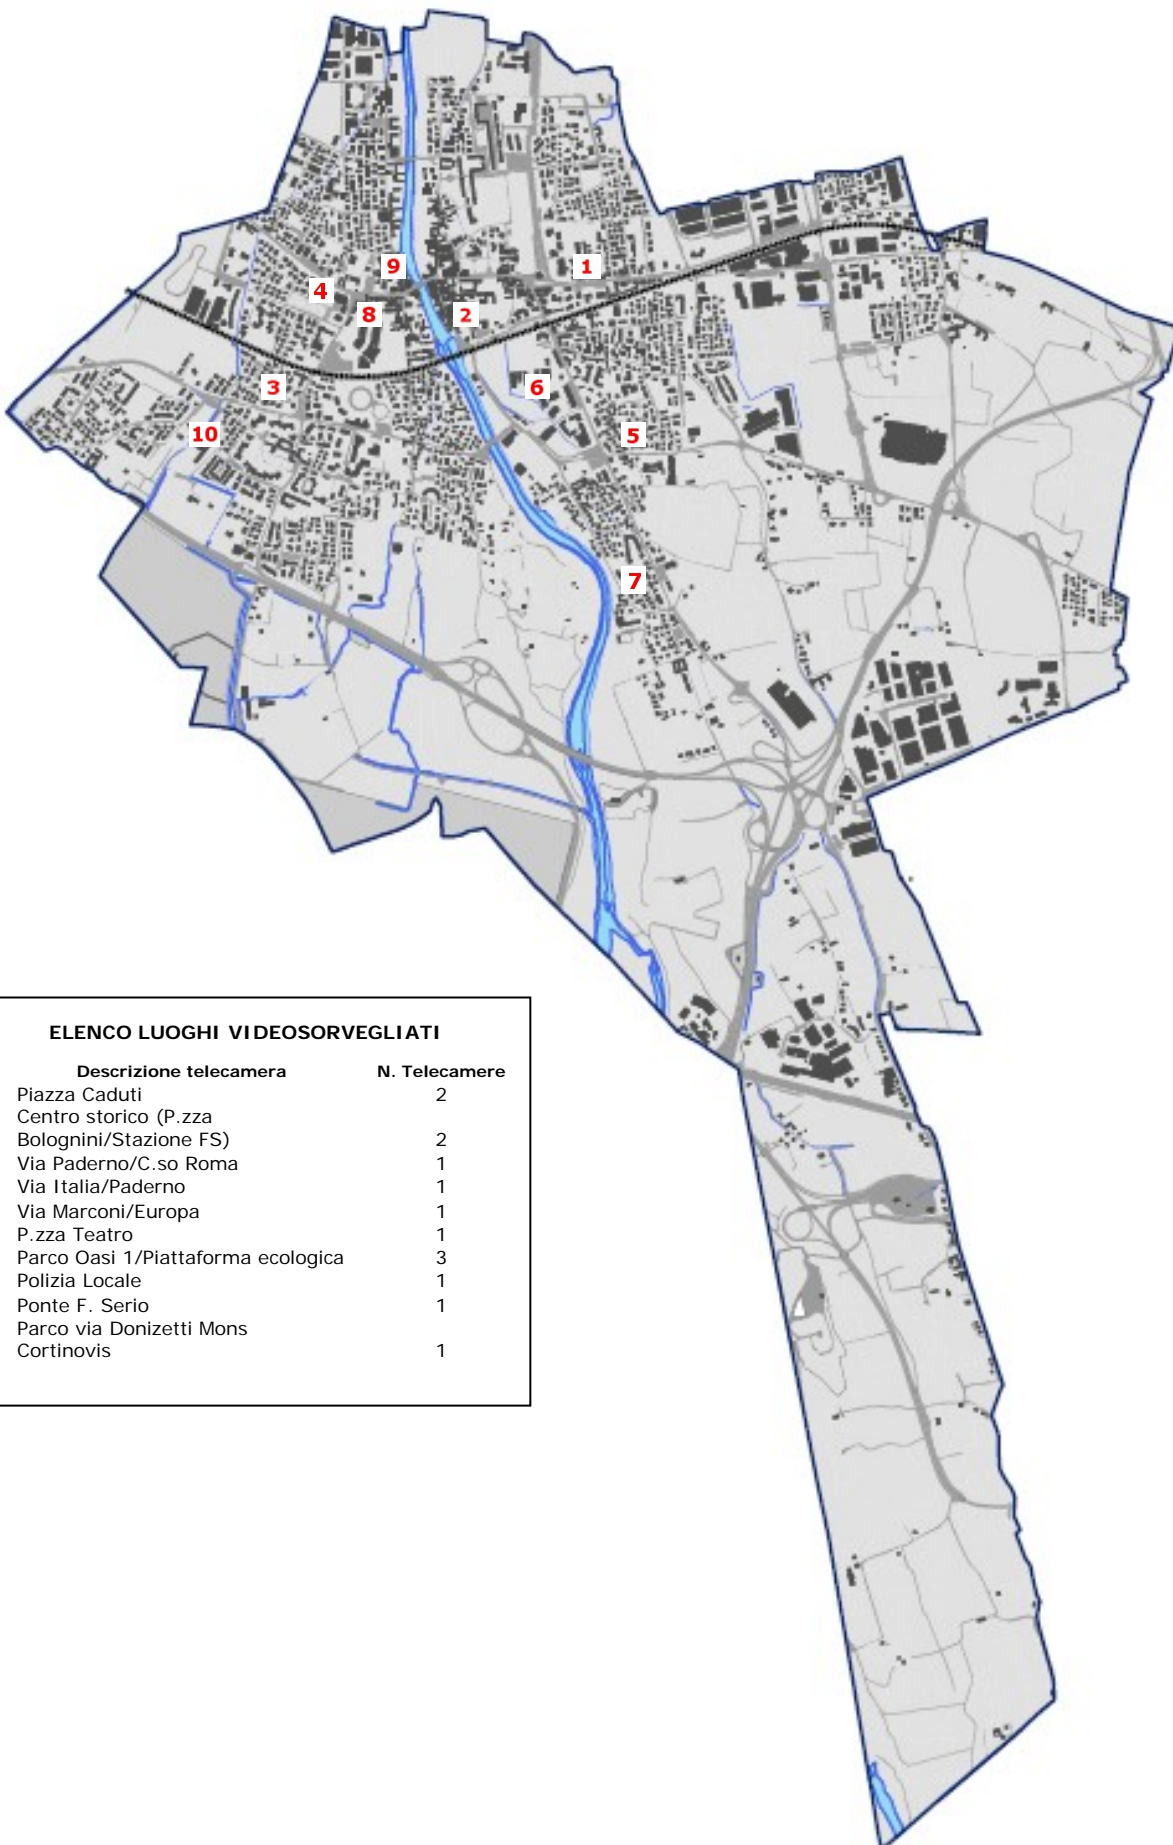 9
1
4
8
2
3
6
10
5
7
ELENCO LUOGHI VIDEOSORVEGLIATI
Descrizione telecamera N. Telecamere
Piazza Caduti 2
Centro storico (P.zza
Bolognini/Stazione FS) 2
Via Paderno/C.so Roma 1
Via Italia/Paderno 1
Via Marconi/Europa 1
P.zza Teatro 1
Parco Oasi 1/Piattaforma ecologica 3
Polizia Locale 1
Ponte F. Serio 1
Parco via Donizetti Mons
Cortinovis 1